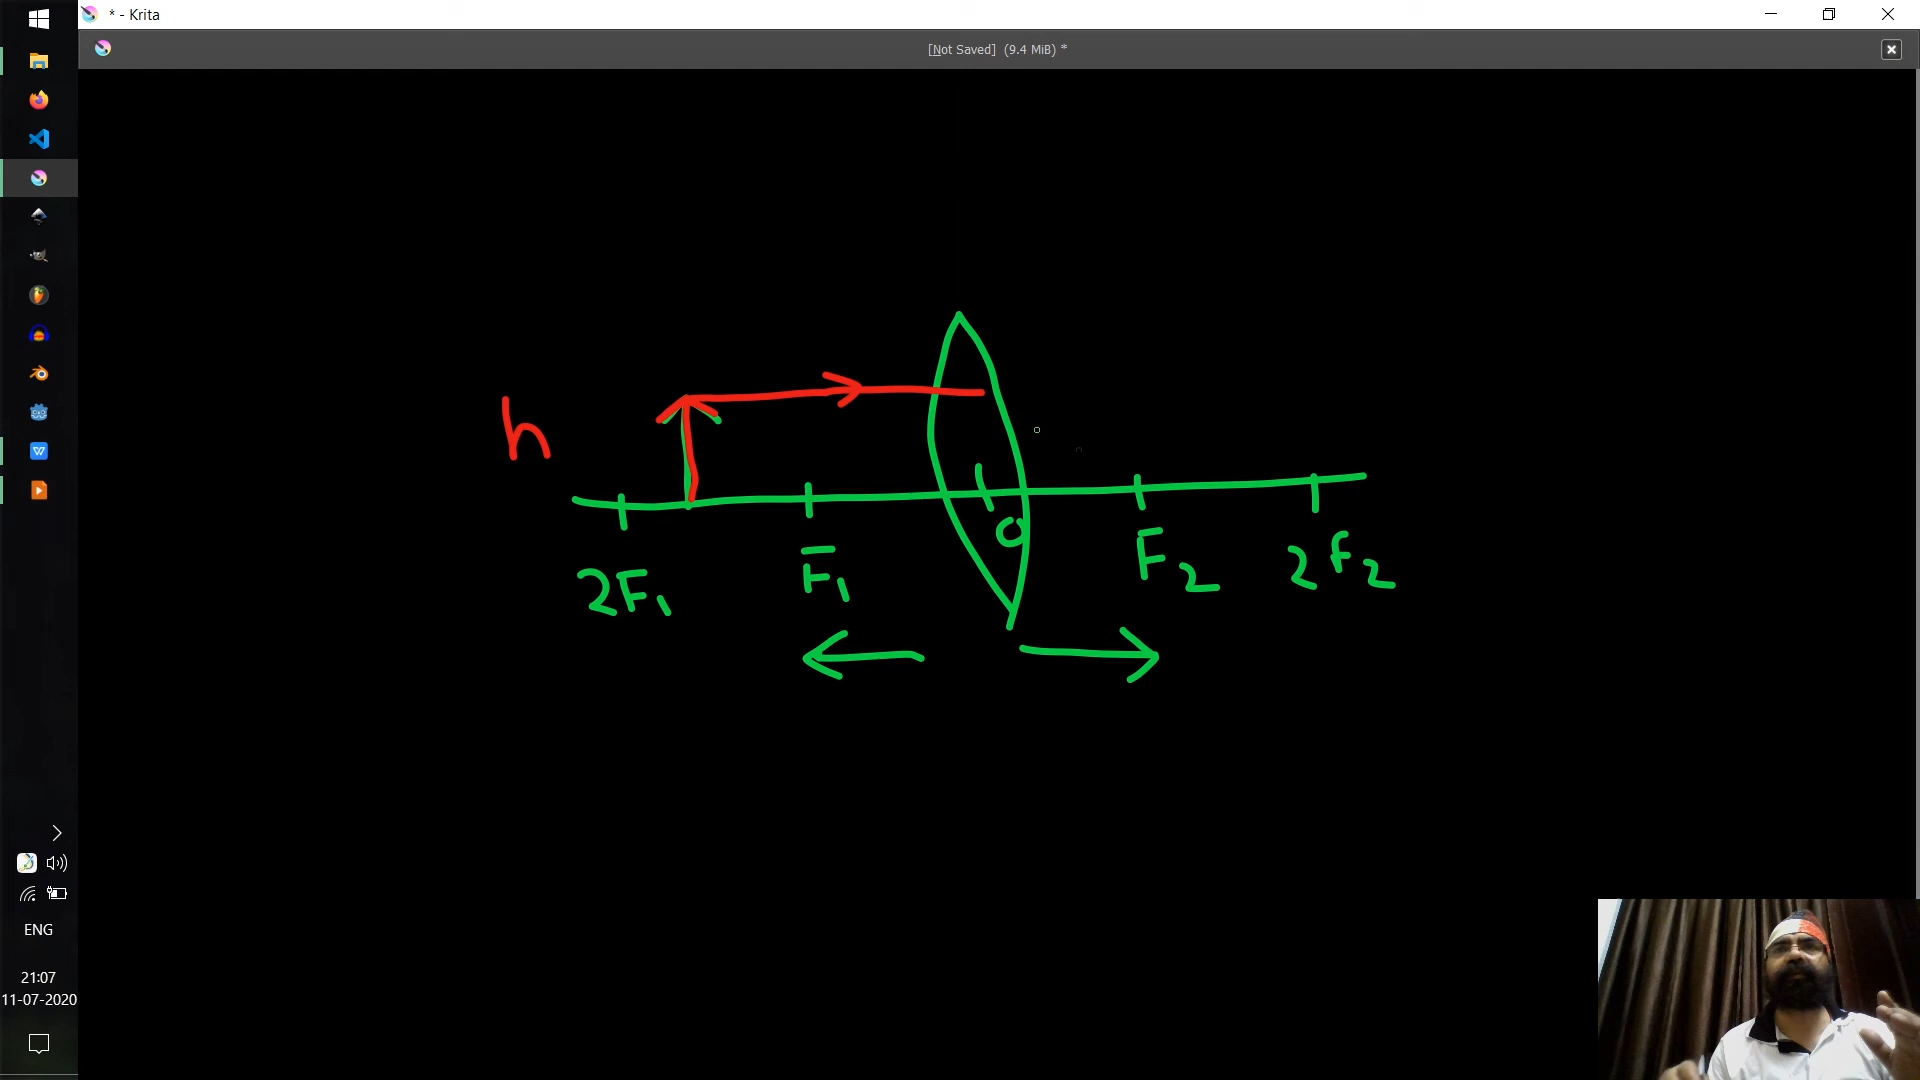 * - Krita
[Not Saved] (9.4 MiB) *
h
O
2F₁
F₁
F₂
2F₂
ENG
21:07
11-07-2020